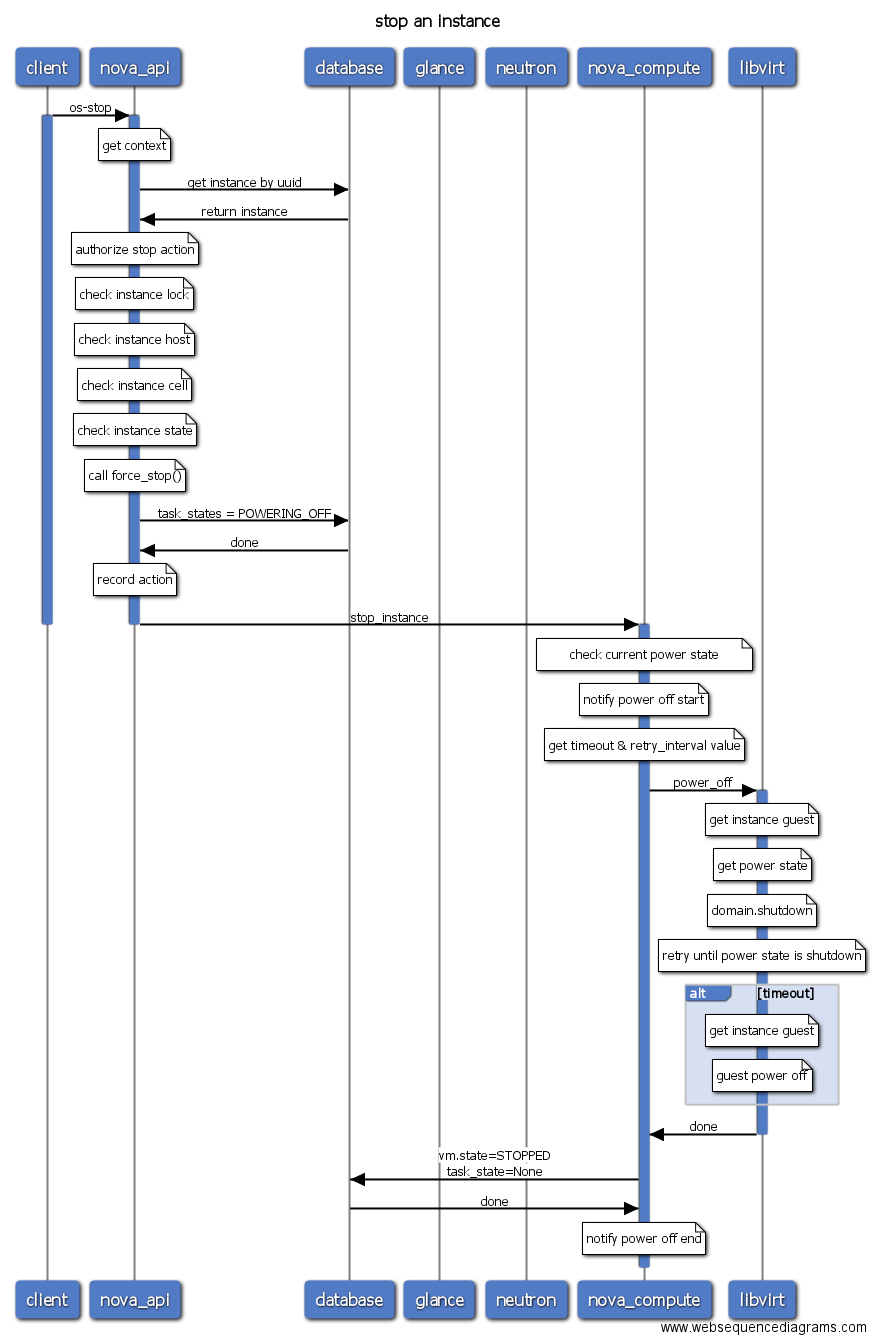 stop an instance
client
nova_api
database
glance
neutron
nova_compute
libvirt
os-stop
get context
get instance by uuid
return instance
authorize stop action
check instance lock
check instance host
check instance cell
check instance state
call force_stop()
task_states = POWERING_OFF
done
record action
stop_instance
check current power state
notify power off start
get timeout & retry_interval value
power_off
get instance guest
get power state
domain.shutdown
retry until power state is shutdown
alt [timeout]
get instance guest
guest power off
done
vm.state=STOPPED
task_state=None
done
notify power off end
client
nova_api
database
glance
neutron
nova_compute
libvirt
www.websequencediagrams.com